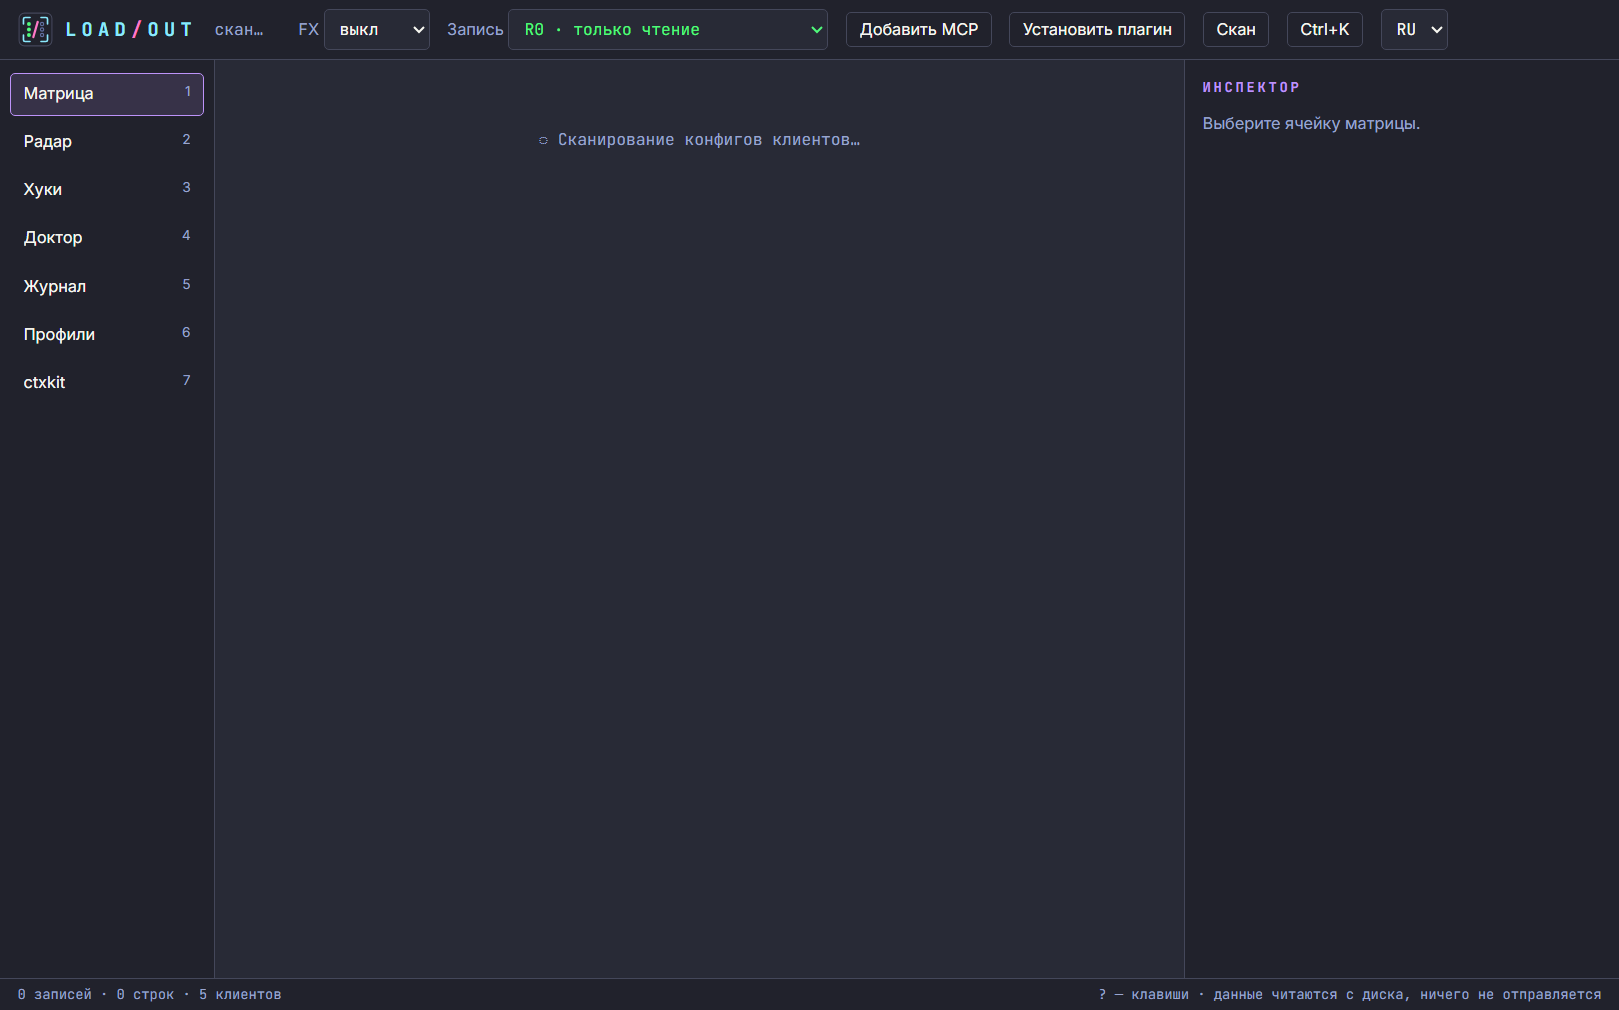 LOAD/OUT скан… FX выкл Запись R0 · только чтение Добавить MCP Установить плагин Скан Ctrl+K RU
Матрица 1
Радар 2
Хуки 3
Доктор 4
Журнал 5
Профили 6
ctxkit 7
Сканирование конфигов клиентов…
ИНСПЕКТОР
Выберите ячейку матрицы.
0 записей · 0 строк · 5 клиентов
? — клавиши · данные читаются с диска, ничего не отправляется